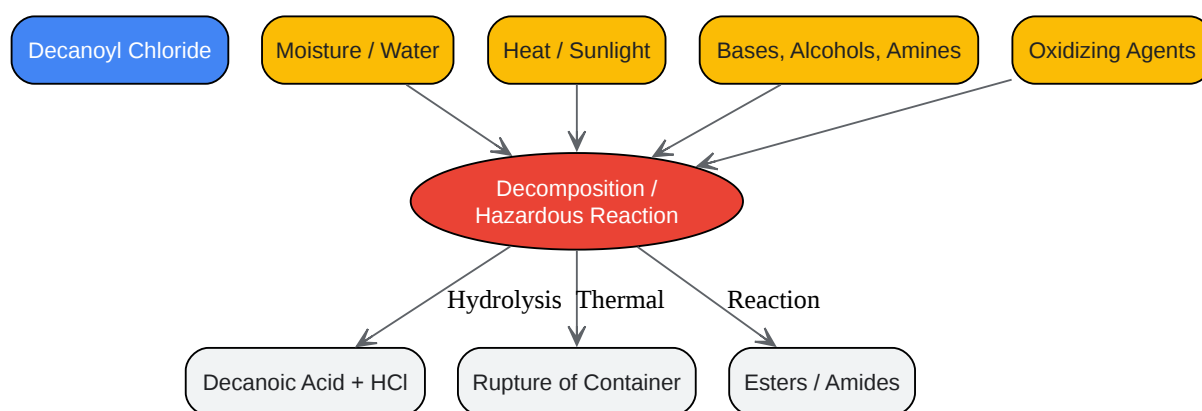 Decanoyl Chloride
Moisture / Water
Heat / Sunlight
Bases, Alcohols, Amines
Oxidizing Agents
Decomposition /
Hazardous Reaction
Hydrolysis
Thermal
Reaction
Decanoic Acid + HCl
Rupture of Container
Esters / Amides